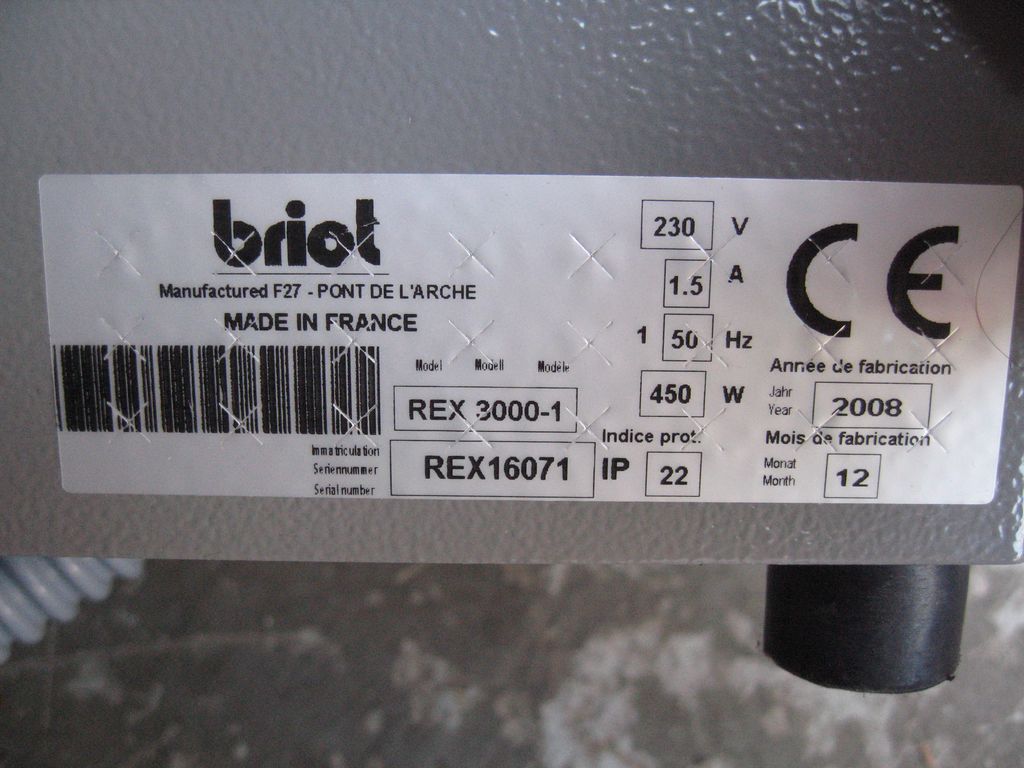 briot
Manufactured F27 - PONT DE L'ARCHE
MADE IN FRANCE
Model Modell Modèle
REX 3000-1
Immatriculation
Seriennummer
Serial number
REX16071
230 V
1.5 A
1 50 Hz
450 W
Indice prot.
IP 22
CE
Année de fabrication
Jahr
Year
2008
Mois de fabrication
Monat
Month
12